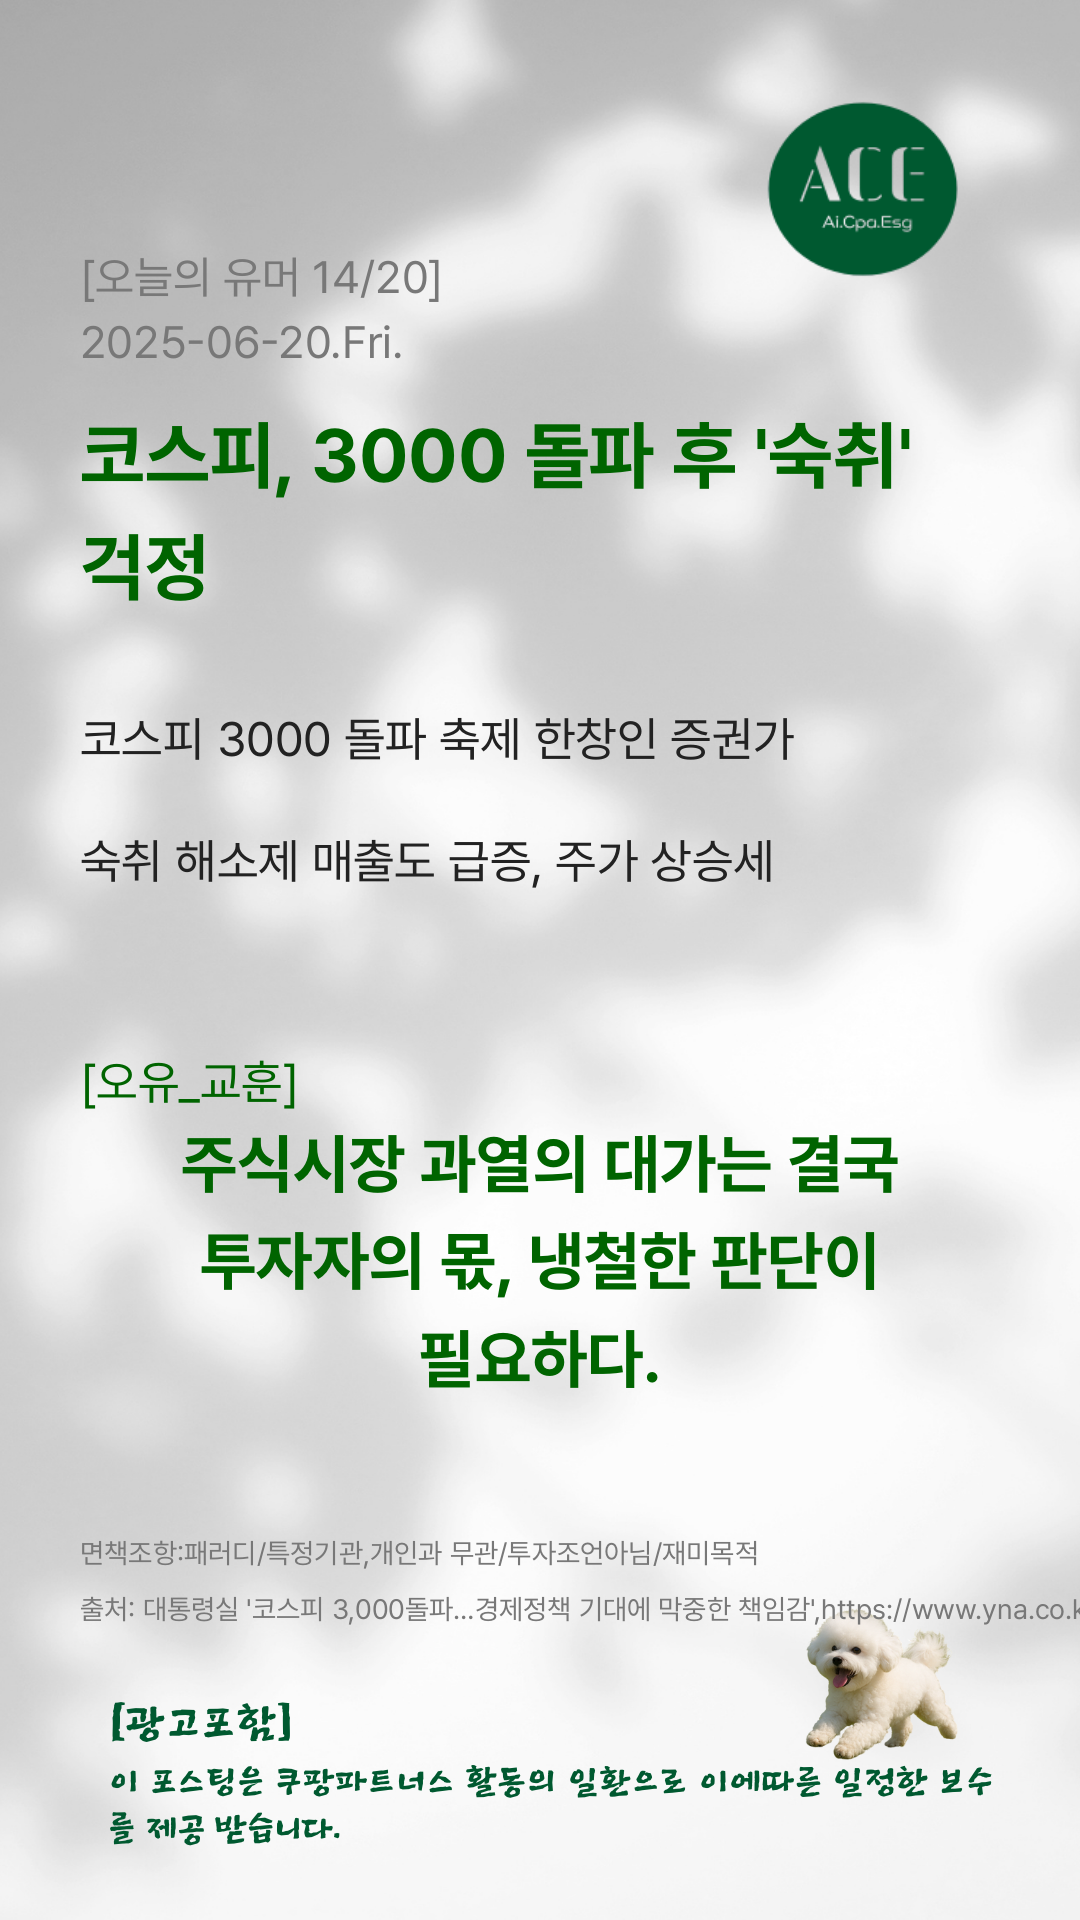 ACE
Ai.Cpa.Esg
[오늘의 유머 14/20]
2025-06-20.Fri.
코스피, 3000 돌파 후 '숙취'
걱정
코스피 3000 돌파 축제 한창인 증권가
숙취 해소제 매출도 급증, 주가 상승세
[오유_교훈]
주식시장 과열의 대가는 결국
투자자의 몫, 냉철한 판단이
필요하다.
면책조항:패러디/특정기관,개인과 무관/투자조언아님/재미목적
출처: 대통령실 '코스피 3,000돌파...경제정책 기대에 막중한 책임감',https://www.yna.co.k
[광고포함]
이 포스팅은 쿠팡파트너스 활동의 일환으로 이에따른 일정한 보수
를 제공 받습니다.